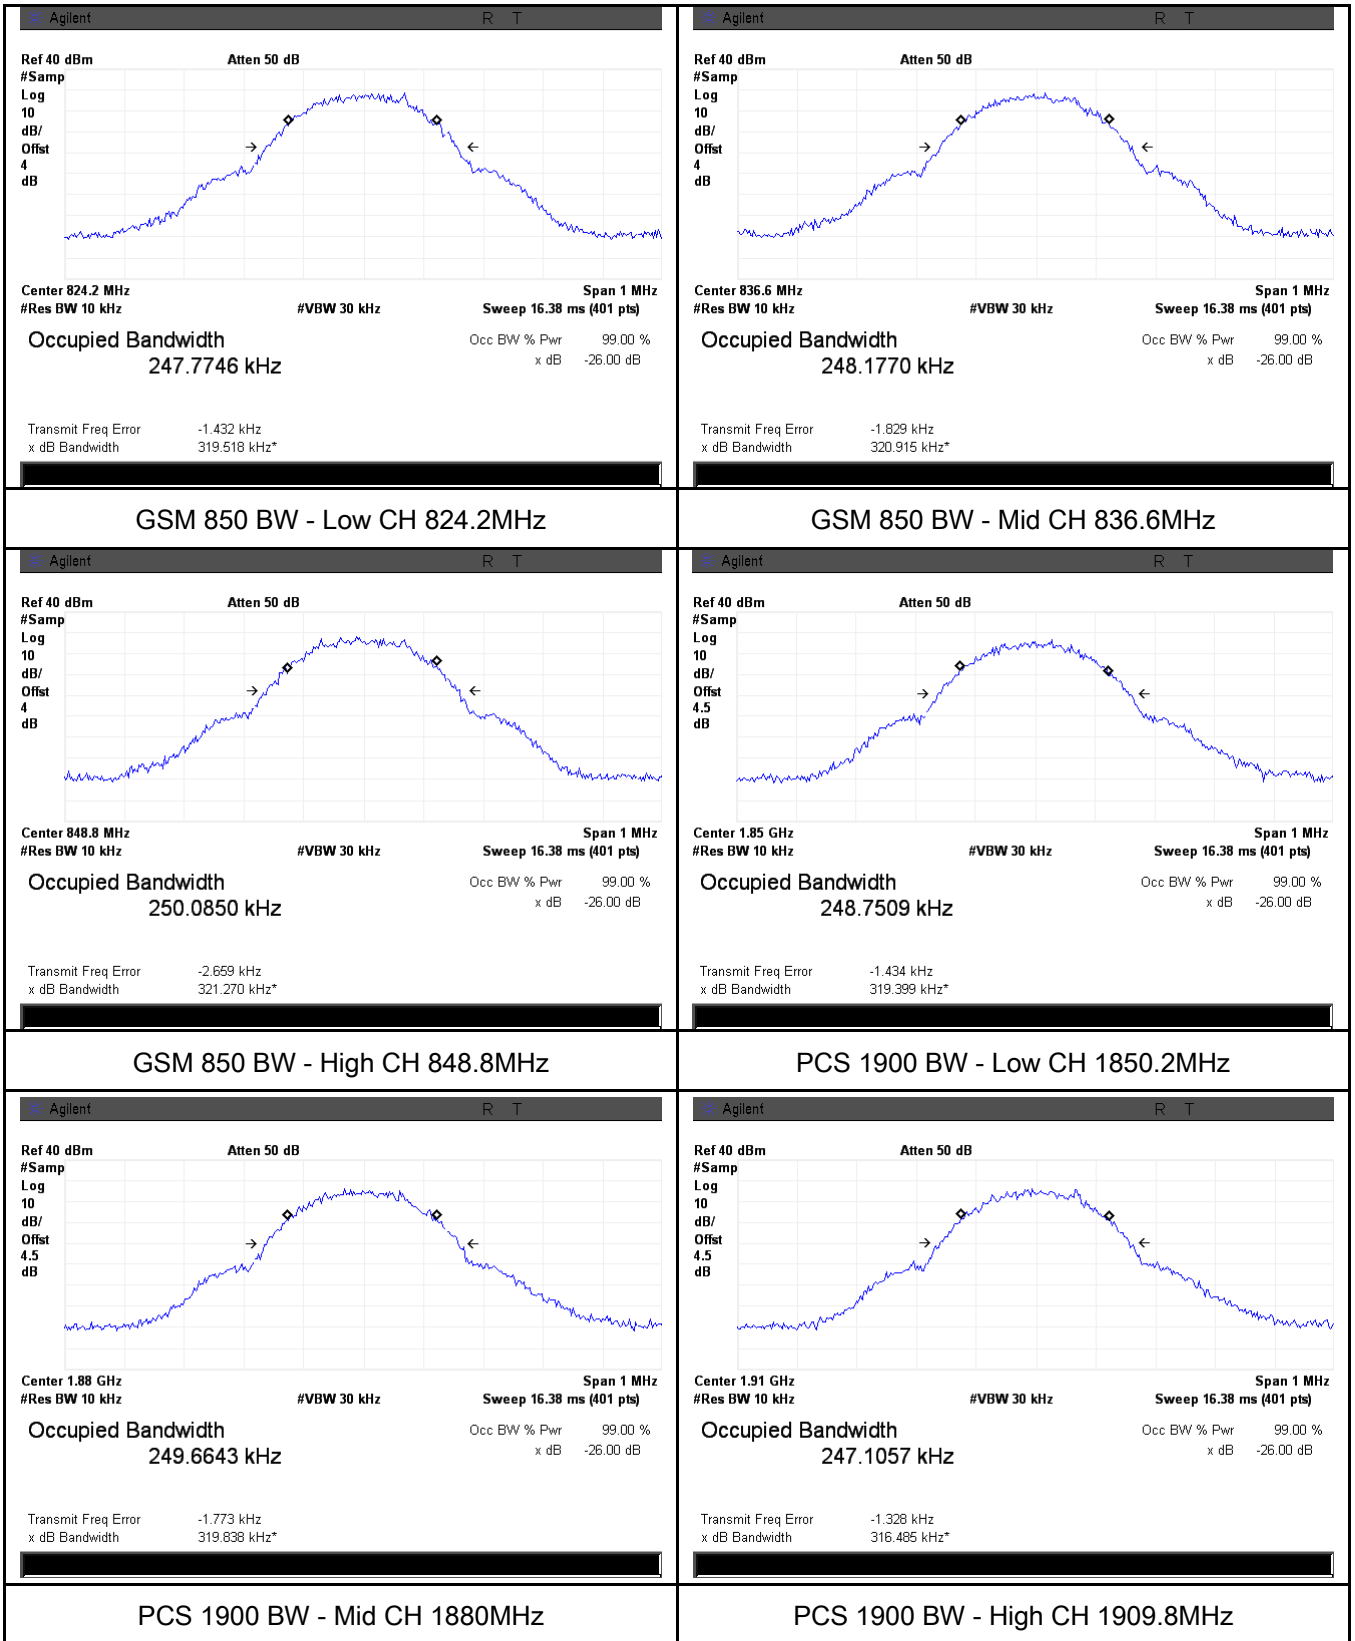 Agilent R T
Ref 40 dBm Atten 50 dB
#Samp
Log
10
dB/
Offst
4
dB
Center 824.2 MHz Span 1 MHz
#Res BW 10 kHz #VBW 30 kHz Sweep 16.38 ms (401 pts)
Occupied Bandwidth Occ BW % Pwr 99.00 %
247.7746 kHz x dB -26.00 dB
Transmit Freq Error -1.432 kHz
x dB Bandwidth 319.518 kHz*
GSM 850 BW - Low CH 824.2MHz
Agilent R T
Ref 40 dBm Atten 50 dB
#Samp
Log
10
dB/
Offst
4
dB
Center 836.6 MHz Span 1 MHz
#Res BW 10 kHz #VBW 30 kHz Sweep 16.38 ms (401 pts)
Occupied Bandwidth Occ BW % Pwr 99.00 %
248.1770 kHz x dB -26.00 dB
Transmit Freq Error -1.829 kHz
x dB Bandwidth 320.915 kHz*
GSM 850 BW - Mid CH 836.6MHz
Agilent R T
Ref 40 dBm Atten 50 dB
#Samp
Log
10
dB/
Offst
4
dB
Center 848.8 MHz Span 1 MHz
#Res BW 10 kHz #VBW 30 kHz Sweep 16.38 ms (401 pts)
Occupied Bandwidth Occ BW % Pwr 99.00 %
250.0850 kHz x dB -26.00 dB
Transmit Freq Error -2.659 kHz
x dB Bandwidth 321.270 kHz*
GSM 850 BW - High CH 848.8MHz
Agilent R T
Ref 40 dBm Atten 50 dB
#Samp
Log
10
dB/
Offst
4.5
dB
Center 1.85 GHz Span 1 MHz
#Res BW 10 kHz #VBW 30 kHz Sweep 16.38 ms (401 pts)
Occupied Bandwidth Occ BW % Pwr 99.00 %
248.7509 kHz x dB -26.00 dB
Transmit Freq Error -1.434 kHz
x dB Bandwidth 319.399 kHz*
PCS 1900 BW - Low CH 1850.2MHz
Agilent R T
Ref 40 dBm Atten 50 dB
#Samp
Log
10
dB/
Offst
4.5
dB
Center 1.88 GHz Span 1 MHz
#Res BW 10 kHz #VBW 30 kHz Sweep 16.38 ms (401 pts)
Occupied Bandwidth Occ BW % Pwr 99.00 %
249.6643 kHz x dB -26.00 dB
Transmit Freq Error -1.773 kHz
x dB Bandwidth 319.838 kHz*
PCS 1900 BW - Mid CH 1880MHz
Agilent R T
Ref 40 dBm Atten 50 dB
#Samp
Log
10
dB/
Offst
4.5
dB
Center 1.91 GHz Span 1 MHz
#Res BW 10 kHz #VBW 30 kHz Sweep 16.38 ms (401 pts)
Occupied Bandwidth Occ BW % Pwr 99.00 %
247.1057 kHz x dB -26.00 dB
Transmit Freq Error -1.328 kHz
x dB Bandwidth 316.485 kHz*
PCS 1900 BW - High CH 1909.8MHz